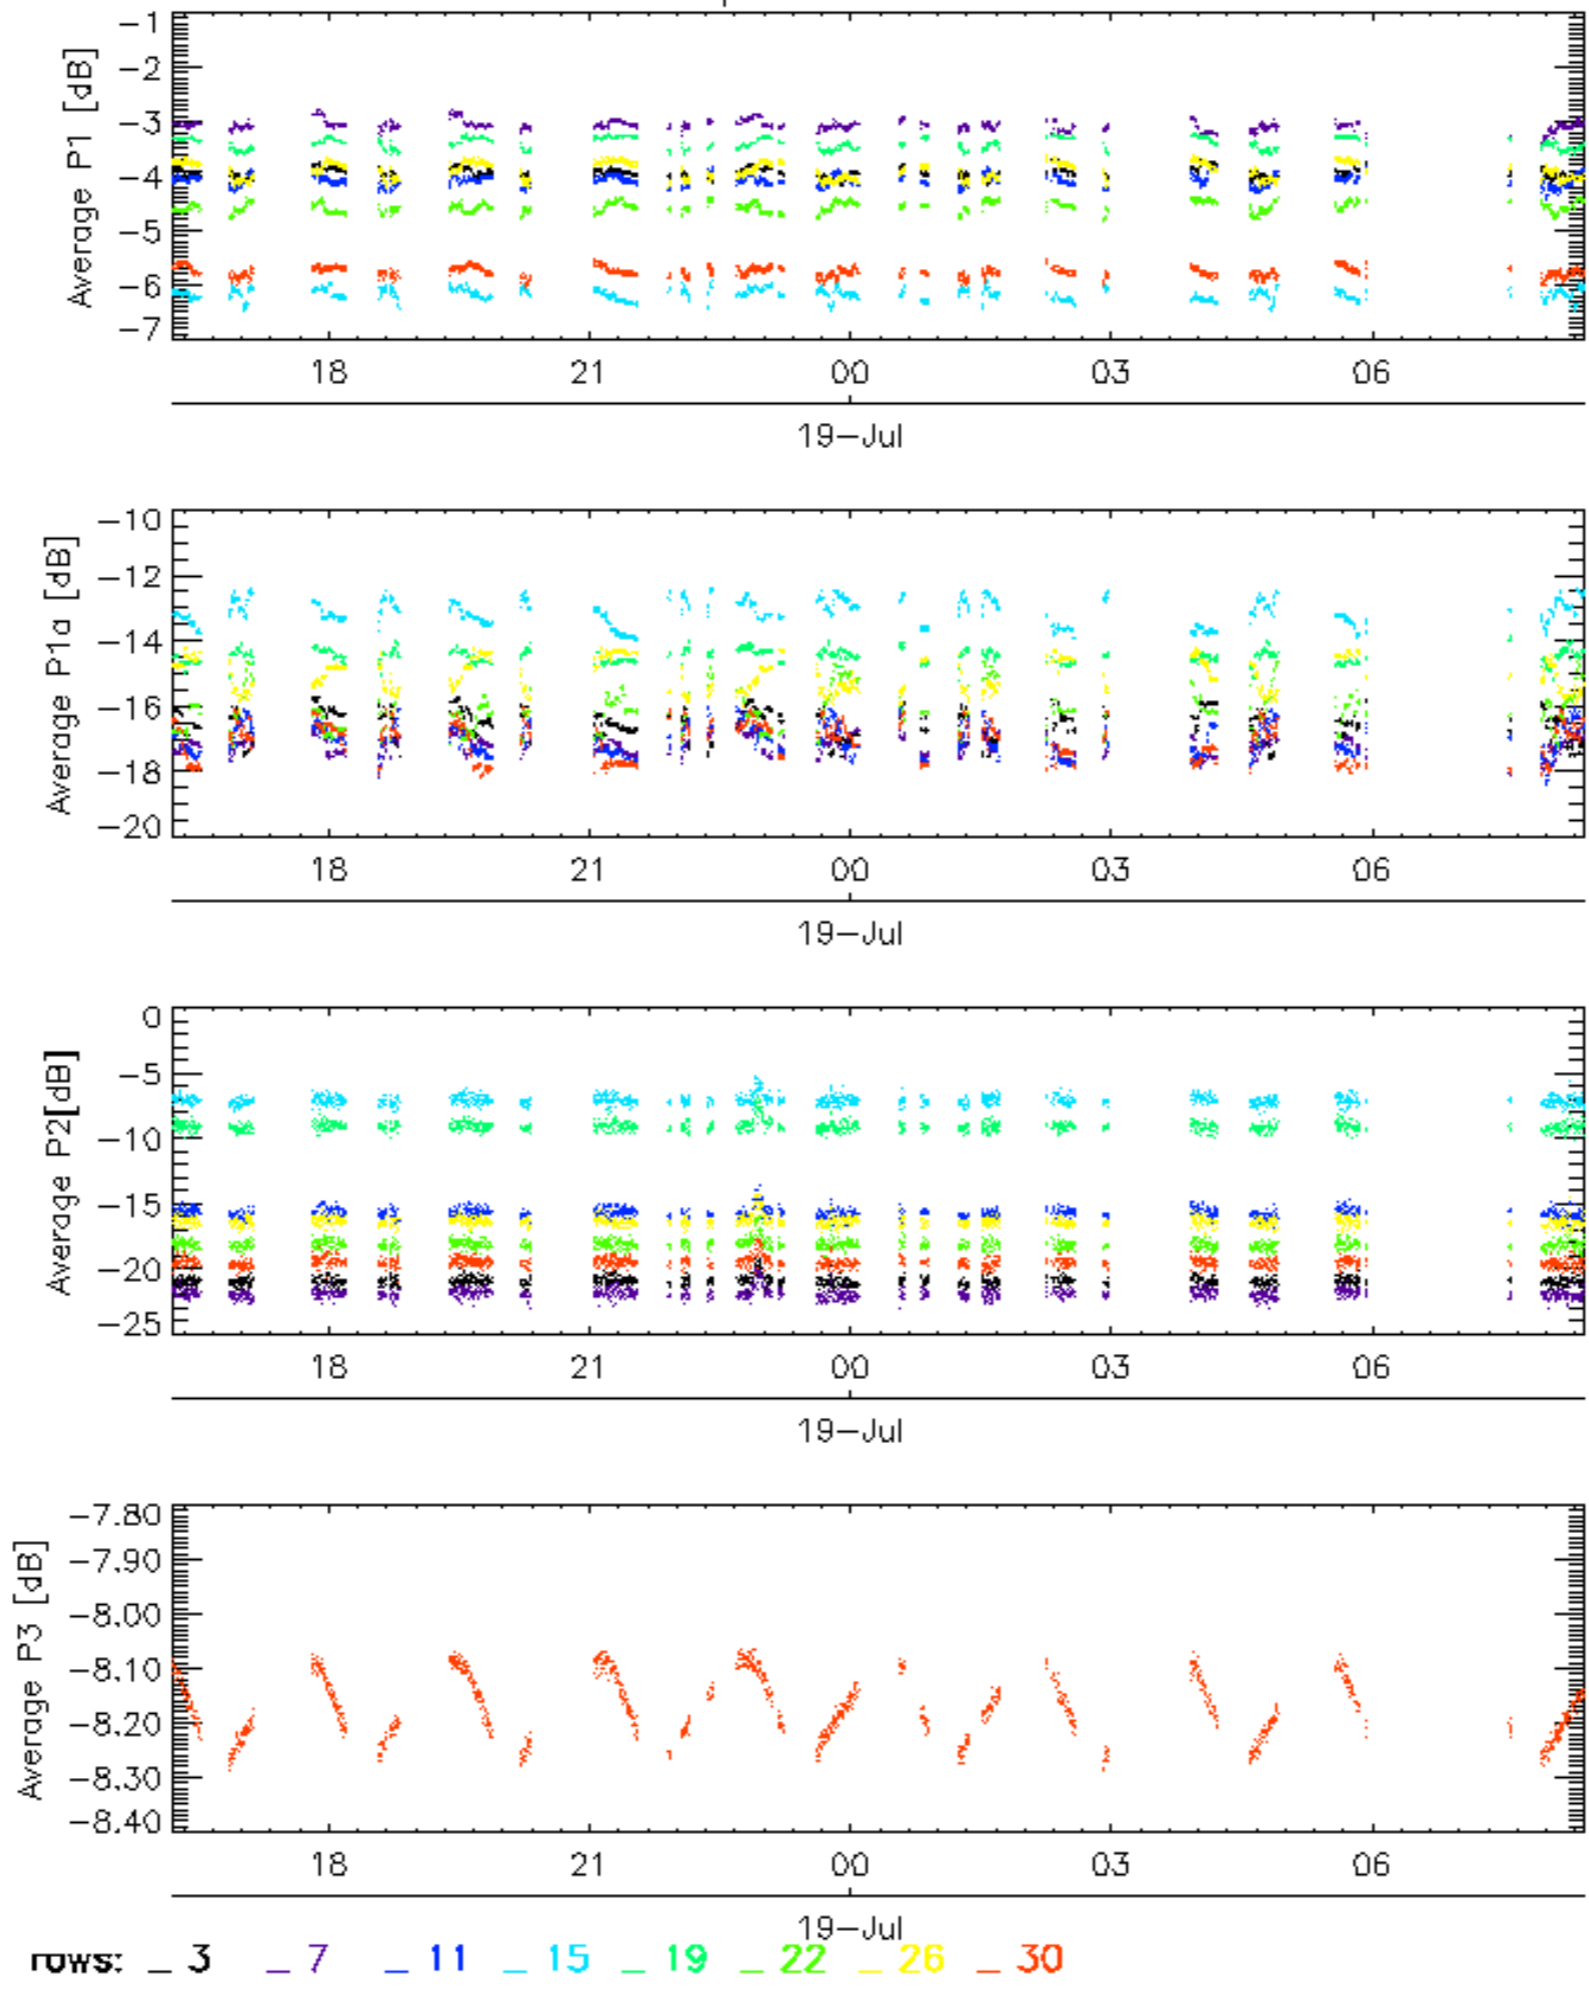 Average P1 [dB]
−1
−2
−3
−4
−5
−6
−7
18 21 00 03 06
19−Jul
Average P1a [dB]
−10
−12
−14
−16
−18
−20
18 21 00 03 06
19−Jul
Average P2[dB]
0
−5
−10
−15
−20
−25
18 21 00 03 06
19−Jul
Average P3 [dB]
−7.80
−7.90
−8.00
−8.10
−8.20
−8.30
−8.40
18 21 00 03 06
19−Jul
rows: _ 3 _ 7 _ 11 _ 15 _ 19 _ 22 _ 26 _ 30